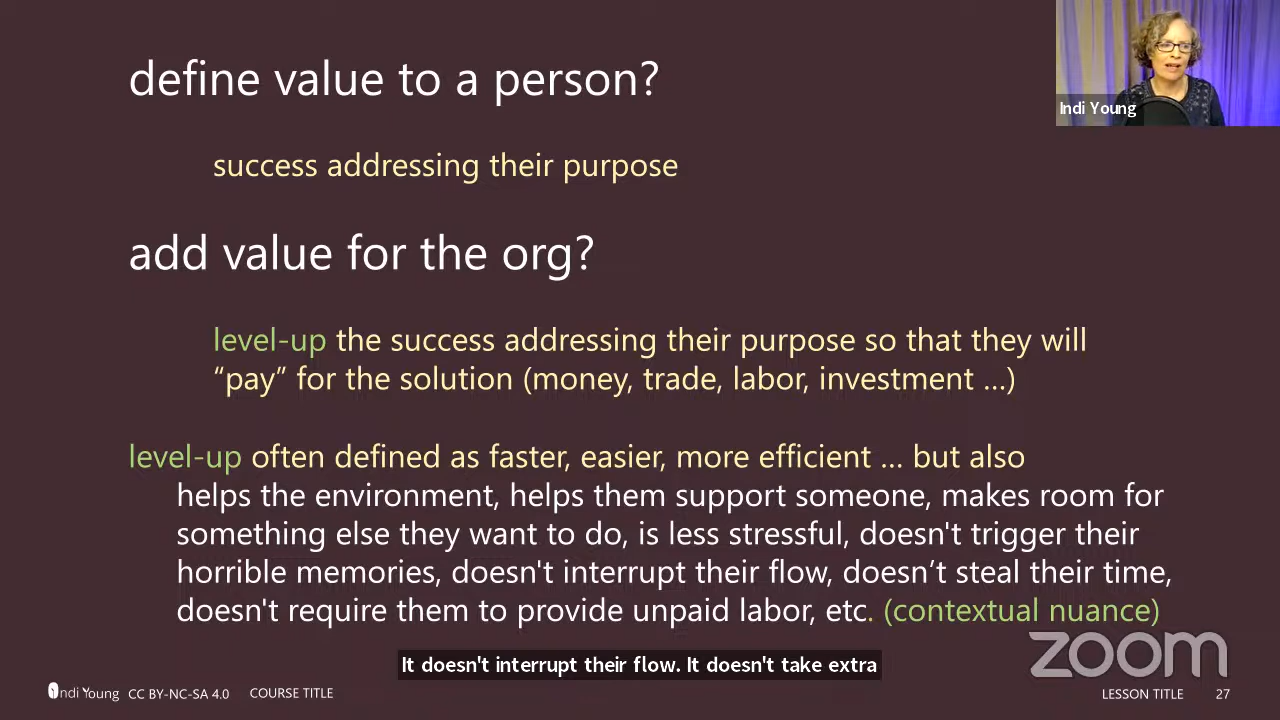 define value to a person?
Indi Young
success addressing their purpose
add value for the org?
level-up the success addressing their purpose so that they will
“pay” for the solution (money, trade, labor, investment …)
level-up often defined as faster, easier, more efficient … but also
helps the environment, helps them support someone, makes room for
something else they want to do, is less stressful, doesn't trigger their
horrible memories, doesn't interrupt their flow, doesn’t steal their time,
doesn't require them to provide unpaid labor, etc. (contextual nuance)
zoom
It doesn't interrupt their flow. It doesn't take extra
Indi Young CC BY-NC-SA 4.0 COURSE TITLE LESSON TITLE 27